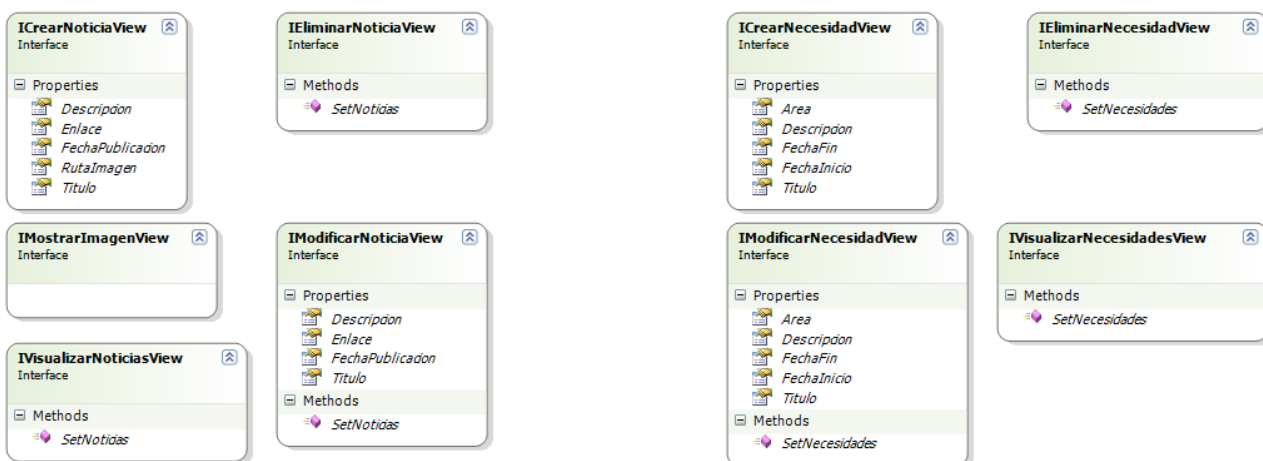 ICrearNoticiaView
Interface
Properties
Descripcion
Enlace
FechaPublicacion
RutaImagen
Titulo
IEliminarNoticiaView
Interface
Methods
SetNoticias
IMostrarImagenView
Interface
IModificarNoticiaView
Interface
Properties
Descripcion
Enlace
FechaPublicacion
Titulo
Methods
SetNoticias
IVisualizarNoticiasView
Interface
Methods
SetNoticias
ICrearNecesidadView
Interface
Properties
Area
Descripcion
FechaFin
FechaInicio
Titulo
IEliminarNecesidadView
Interface
Methods
SetNecesidades
IModificarNecesidadView
Interface
Properties
Area
Descripcion
FechaFin
FechaInicio
Titulo
Methods
SetNecesidades
IVisualizarNecesidadesView
Interface
Methods
SetNecesidades